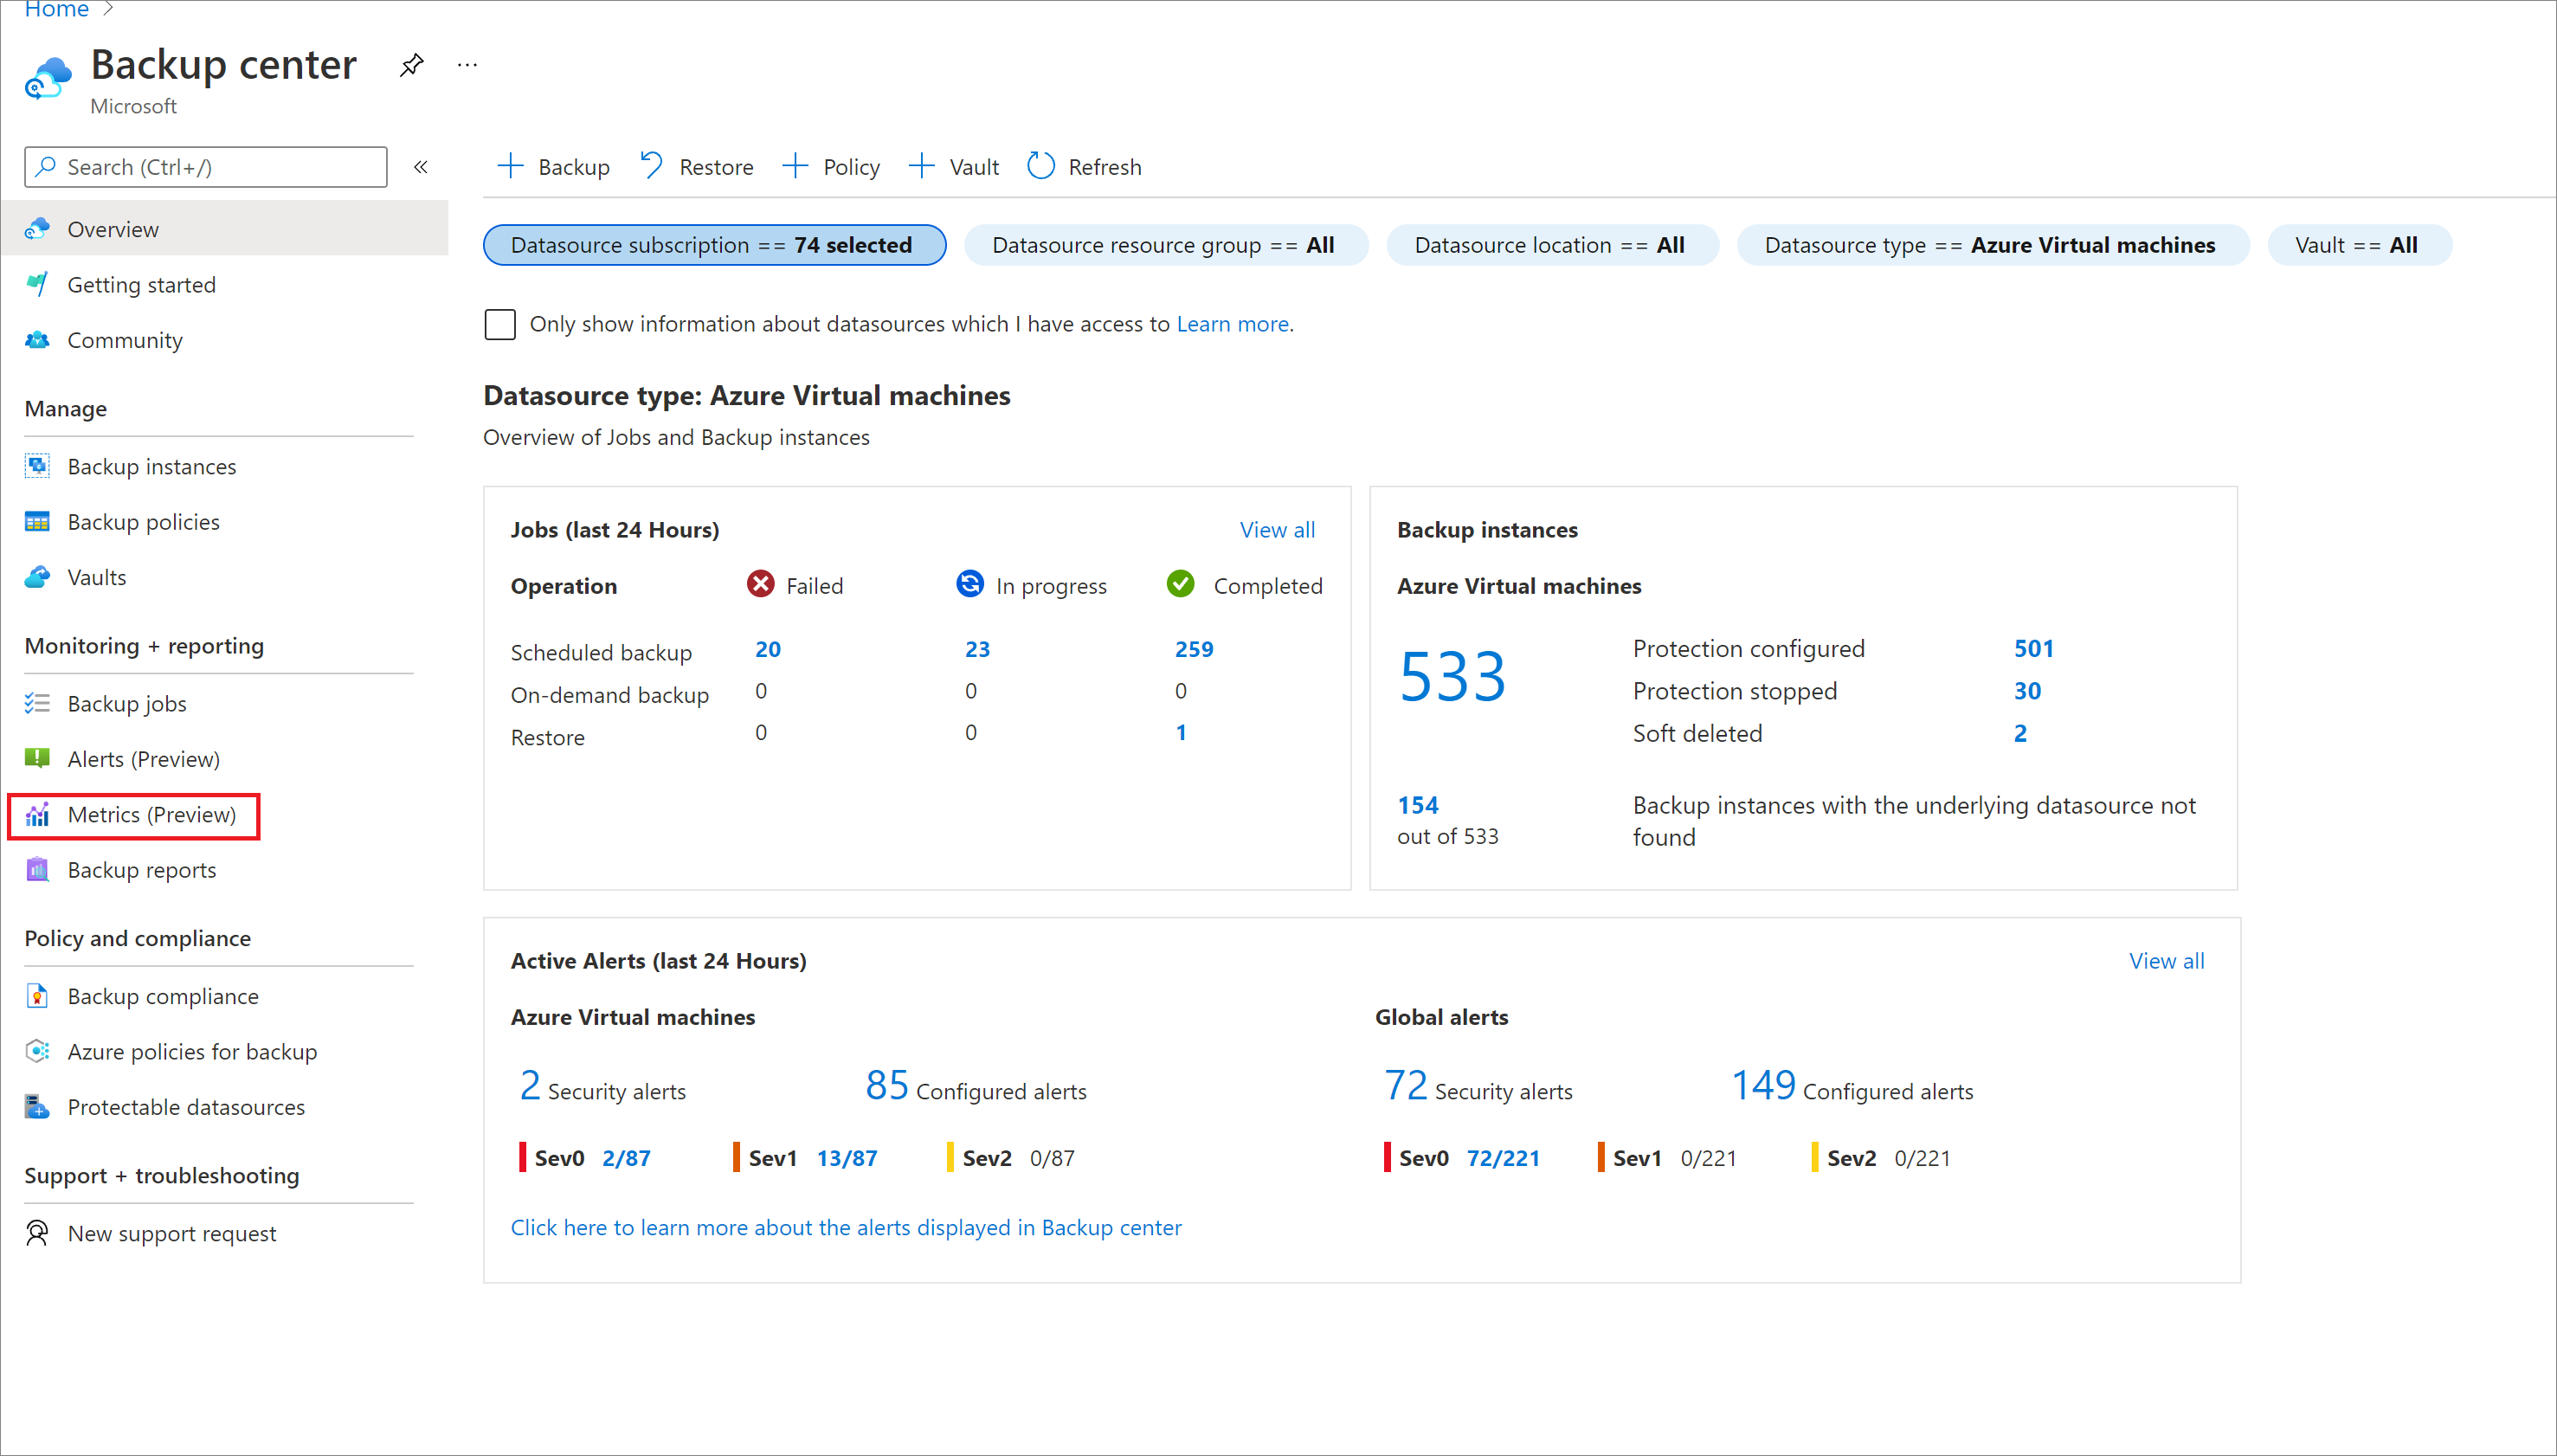 Home
Backup center
...
Microsoft
Search (Ctrl+/)
«
Backup
Restore
Policy
Vault
Refresh
Overview
Getting started
Community
Manage
Backup instances
Backup policies
Vaults
Monitoring + reporting
Backup jobs
Alerts (Preview)
Metrics (Preview)
Backup reports
Policy and compliance
Backup compliance
Azure policies for backup
Protectable datasources
Support + troubleshooting
New support request
Datasource subscription == 74 selected
Datasource resource group == All
Datasource location == All
Datasource type == Azure Virtual machines
Vault == All
Only show information about datasources which I have access to Learn more.
Datasource type: Azure Virtual machines
Overview of Jobs and Backup instances
Jobs (last 24 Hours) View all
Operation Failed In progress Completed
Scheduled backup 20 23 259
On-demand backup 0 0 0
Restore 0 0 1
Backup instances
Azure Virtual machines
533
Protection configured 501
Protection stopped 30
Soft deleted 2
154
out of 533
Backup instances with the underlying datasource not
found
Active Alerts (last 24 Hours) View all
Azure Virtual machines
2 Security alerts 85 Configured alerts
Sev0 2/87 Sev1 13/87 Sev2 0/87
Global alerts
72 Security alerts 149 Configured alerts
Sev0 72/221 Sev1 0/221 Sev2 0/221
Click here to learn more about the alerts displayed in Backup center